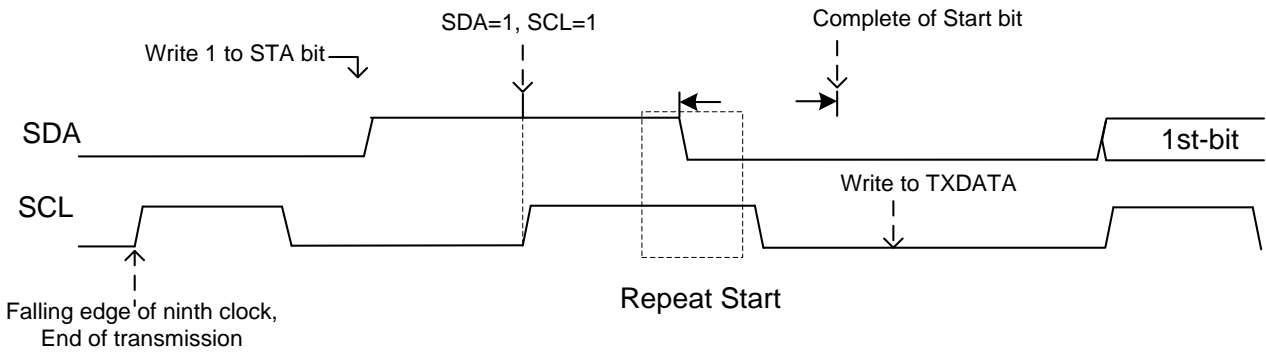 SDA=1, SCL=1
Complete of Start bit
Write 1 to STA bit
SDA
1st-bit
Write to TXDATA
SCL
Repeat Start
Falling edge of ninth clock,
End of transmission